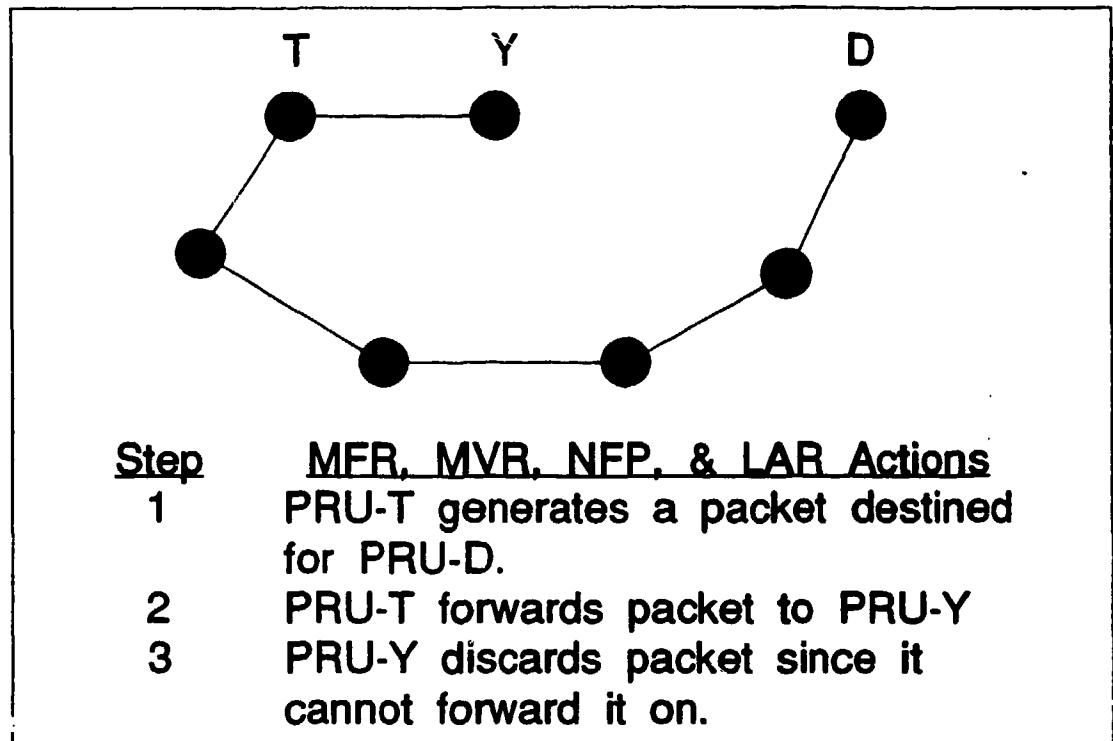 T Y D
Step MFR, MVR, NFP, & LAR Actions
1 PRU-T generates a packet destined
for PRU-D.
2 PRU-T forwards packet to PRU-Y
3 PRU-Y discards packet since it
cannot forward it on.